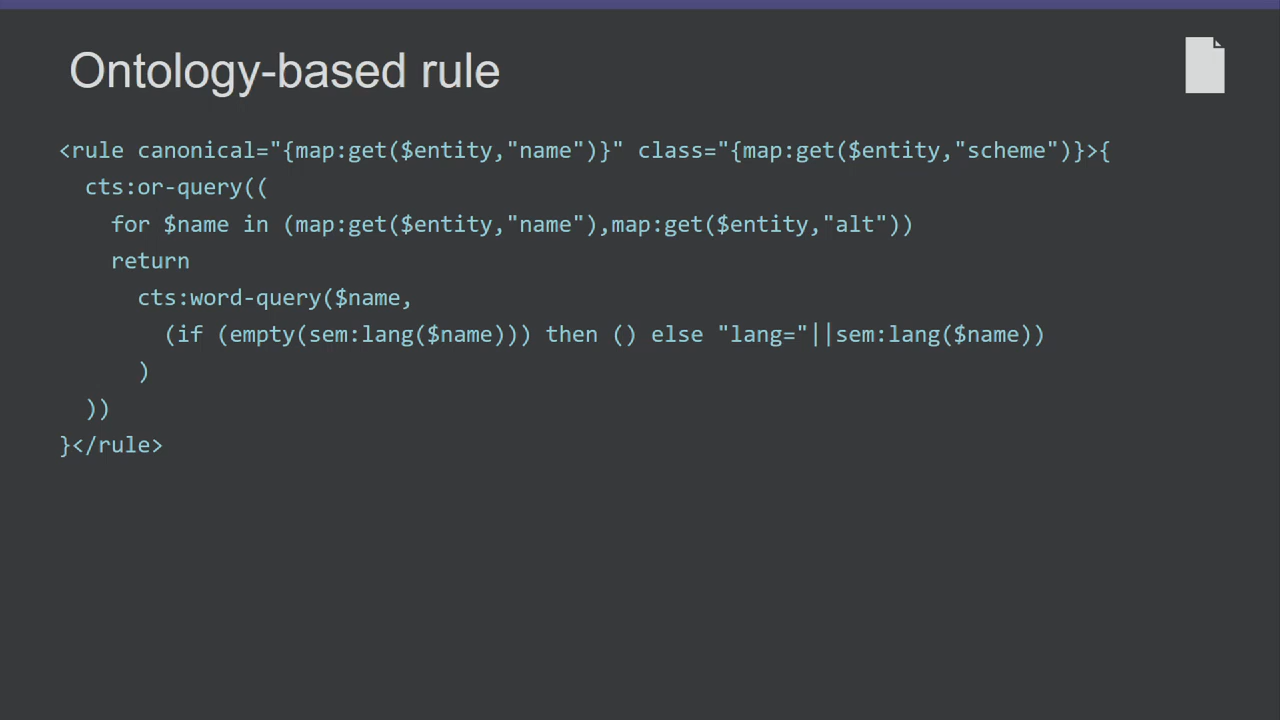 Ontology-based rule
<rule canonical="{map:get($entity,"name")}" class="{map:get($entity,"scheme")}>{
cts:or-query((
for $name in (map:get($entity,"name"),map:get($entity,"alt"))
return
cts:word-query($name,
(if (empty(sem:lang($name))) then () else "lang="||sem:lang($name))
)
))
}</rule>